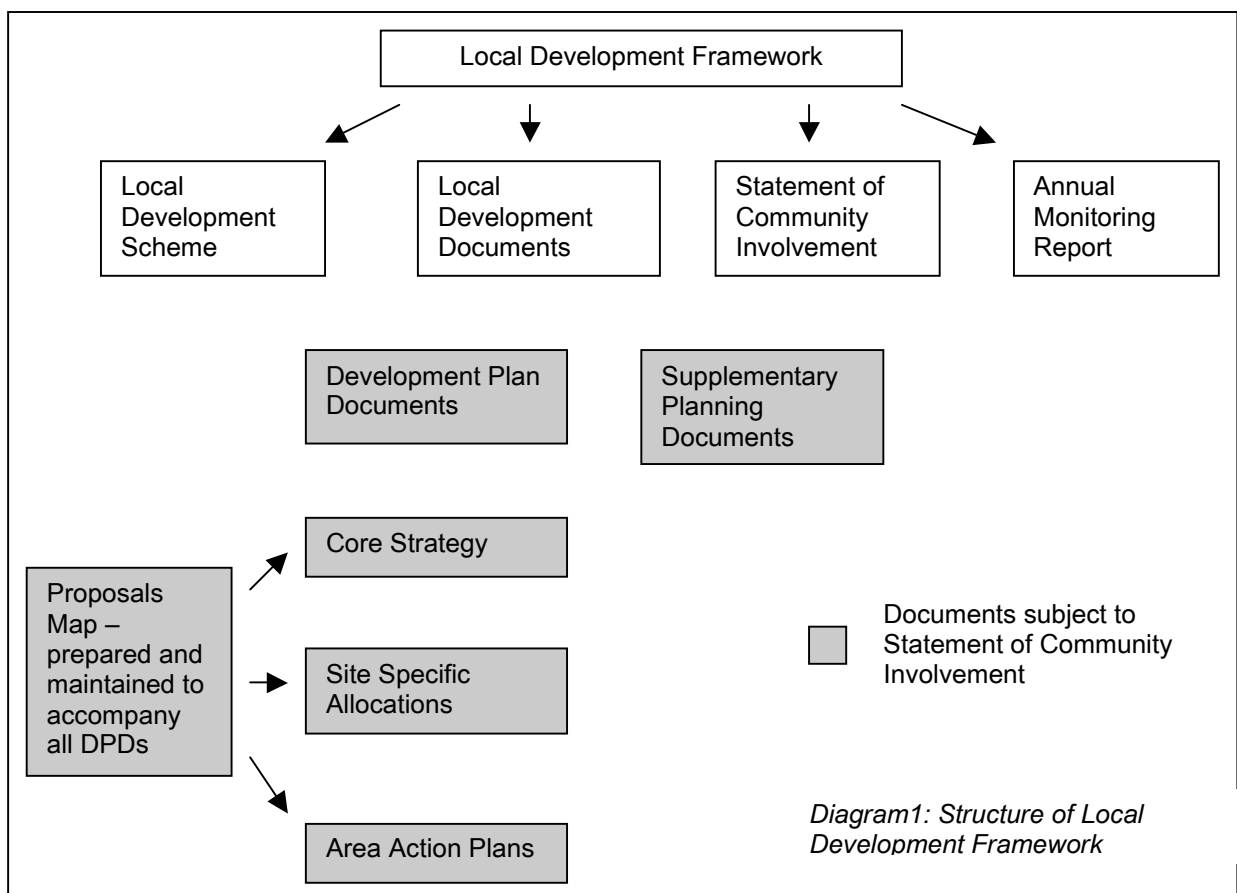 Local Development Framework
Local
Development
Scheme
Local
Development
Documents
Statement of
Community
Involvement
Annual
Monitoring
Report
Development Plan
Documents
Supplementary
Planning
Documents
Core Strategy
Proposals
Map –
prepared and
maintained to
accompany
all DPDs
Site Specific
Allocations
Area Action Plans
Documents subject to
Statement of Community
Involvement
Diagram1: Structure of Local
Development Framework